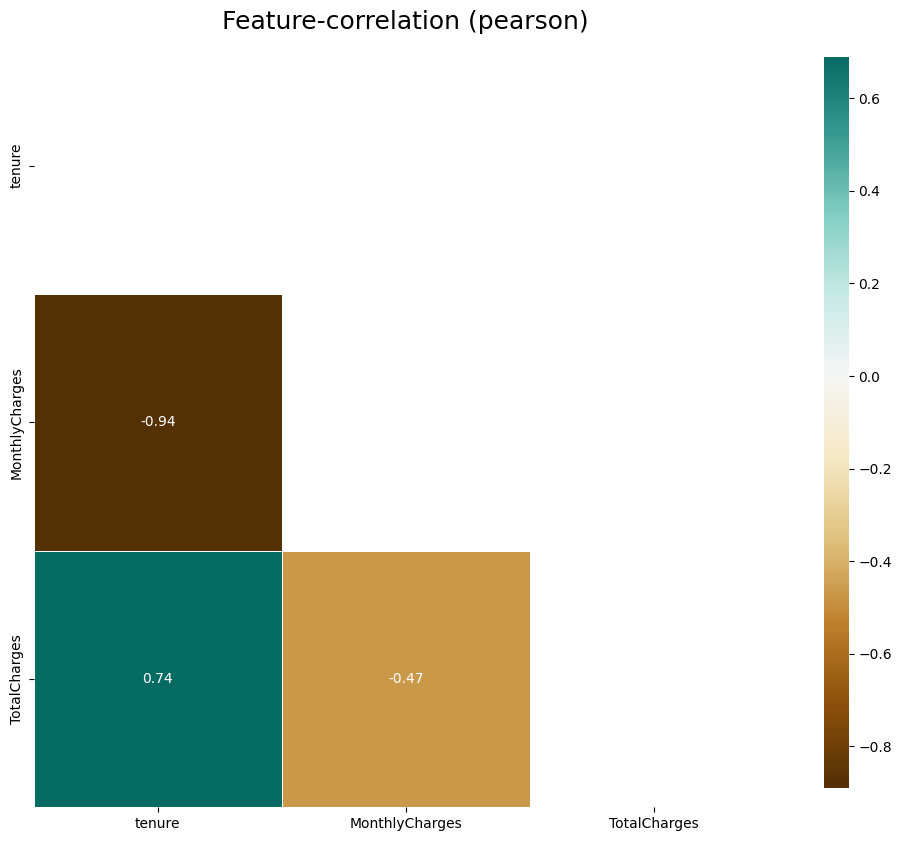 Feature-correlation (pearson)
tenure
MonthlyCharges
TotalCharges
-0.94
0.74
-0.47
tenure
MonthlyCharges
TotalCharges
0.6
0.4
0.2
0.0
−0.2
−0.4
−0.6
−0.8